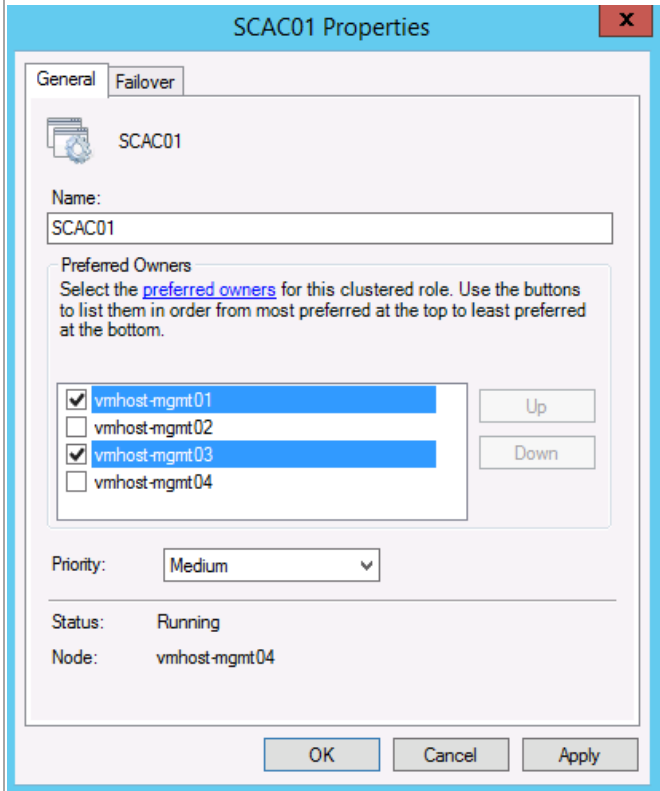 SCAC01 Properties
x
General Failover
SCAC01
Name:
SCAC01
Preferred Owners
Select the preferred owners for this clustered role. Use the buttons
to list them in order from most preferred at the top to least preferred
at the bottom.
vmhost-mgmt01
vmhost-mgmt02
vmhost-mgmt03
vmhost-mgmt04
Up
Down
Priority: Medium
Status: Running
Node: vmhost-mgmt04
OK Cancel Apply